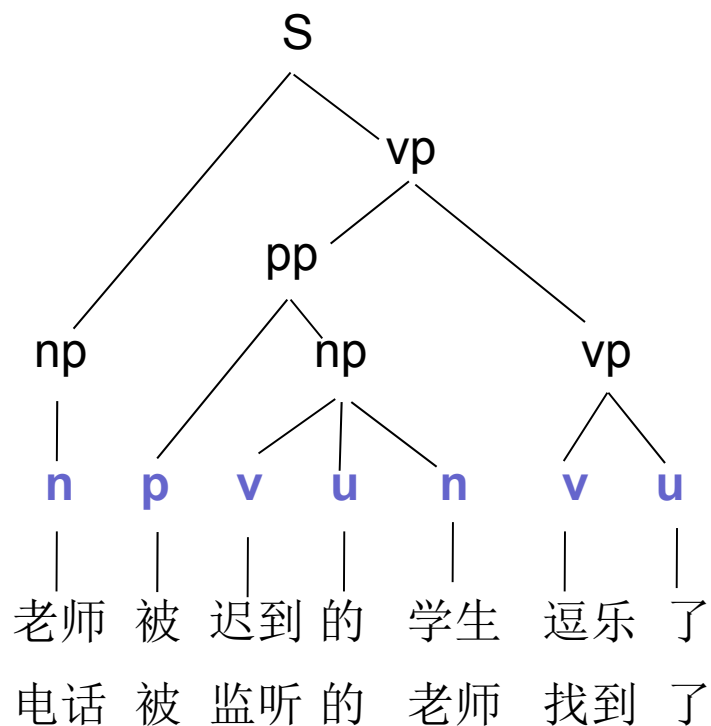 S
vp
pp
np np vp
n p v u n v u
老师 被 迟到 的 学生 逗乐 了
电话 被 监听 的 老师 找到 了